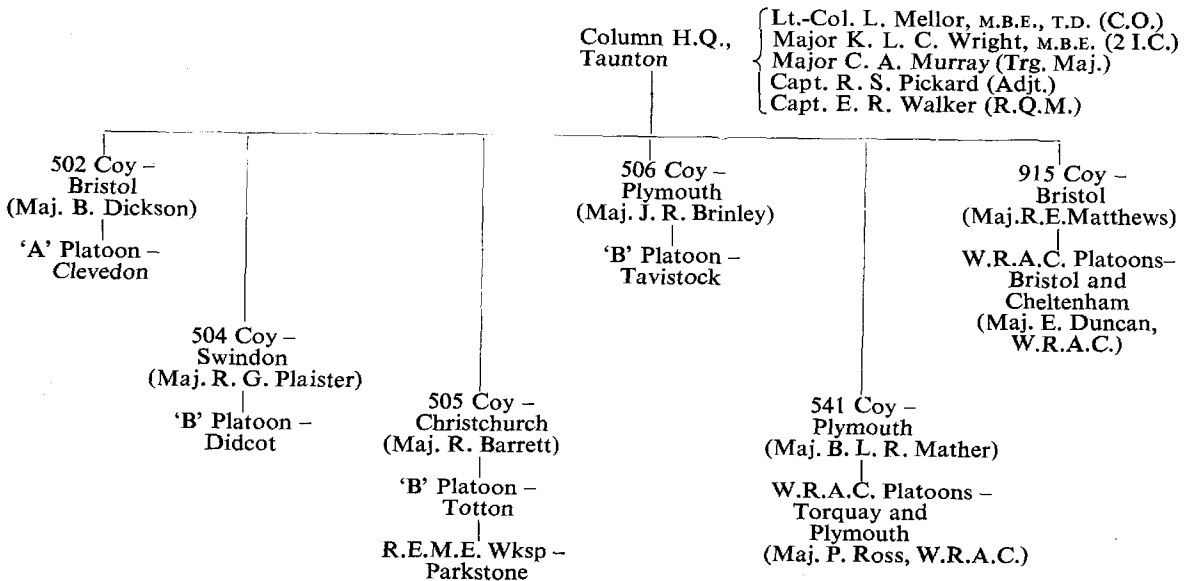 Column H.Q.,
Taunton
Lt.-Col. L. Mellor, M.B.E., T.D. (C.O.)
Major K. L. C. Wright, M.B.E. (2 I.C.)
Major C. A. Murray (Trg. Maj.)
Capt. R. S. Pickard (Adjt.)
Capt. E. R. Walker (R.Q.M.)
502 Coy –
Bristol
(Maj. B. Dickson)
‘A’ Platoon –
Clevedon
504 Coy –
Swindon
(Maj. R. G. Plaister)
‘B’ Platoon –
Didcot
505 Coy –
Christchurch
(Maj. R. Barrett)
‘B’ Platoon –
Totton
R.E.M.E. Wksp –
Parkstone
506 Coy –
Plymouth
(Maj. J. R. Brinley)
‘B’ Platoon –
Tavistock
541 Coy –
Plymouth
(Maj. B. L. R. Mather)
W.R.A.C. Platoons –
Torquay and
Plymouth
(Maj. P. Ross, W.R.A.C.)
915 Coy –
Bristol
(Maj.R.E.Matthews)
W.R.A.C. Platoons–
Bristol and
Cheltenham
(Maj. E. Duncan,
W.R.A.C.)